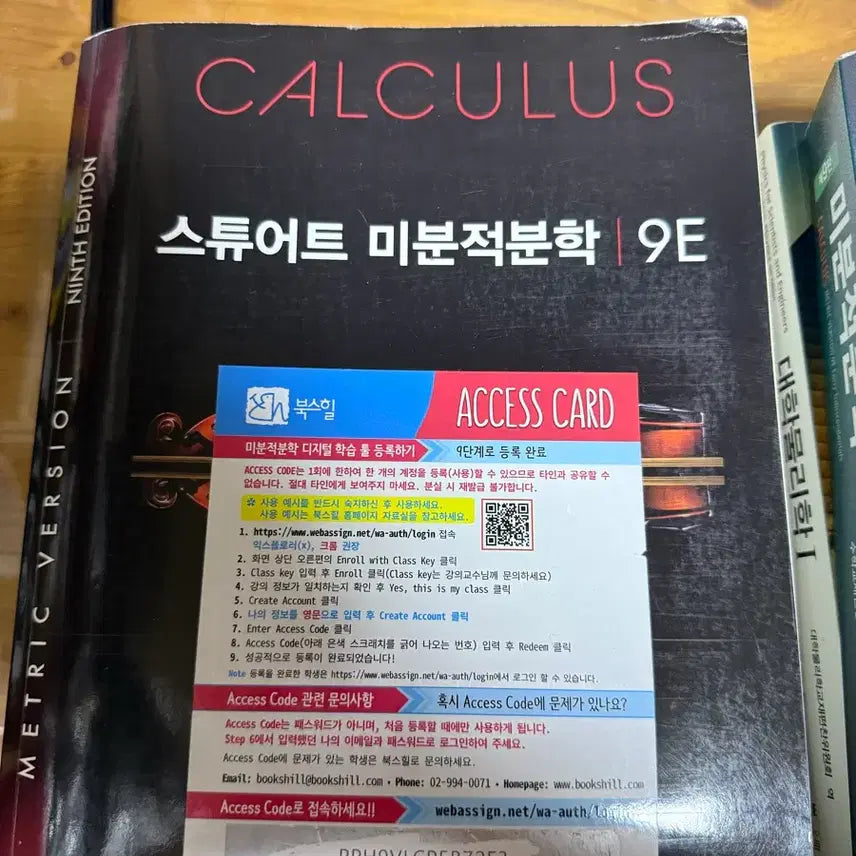 CALCULUS
스튜어트 미분적분학 | 9E
METRIC VERSION | NINTH EDITION
북스힐
ACCESS CARD
미분적분학 디지털 학습 툴 등록하기
9단계로 등록 완료
ACCESS CODE는 1회에 한하여 한 개의 계정을 등록(사용)할 수 있으므로 타인과 공유할 수
없습니다. 절대 타인에게 보여주지 마세요. 분실 시 재발급 불가합니다.
✲ 사용 예시를 반드시 숙지하신 후 사용하세요.
사용 예시는 북스힐 홈페이지 자료실을 참고하세요.
1. https://www.webassign.net/wa-auth/login 접속
익스플로러(x), 크롬 권장
2. 화면 상단 오른편의 Enroll with Class Key 클릭
3. Class key 입력 후 Enroll 클릭(Class key는 강의교수님께 문의하세요)
4. 강의 정보가 일치하는지 확인 후 Yes, this is my class 클릭
5. Create Account 클릭
6. 나의 정보를 영문으로 입력 후 Create Account 클릭
7. Enter Access Code 클릭
8. Access Code(아래 은색 스크래치를 긁어 나오는 번호) 입력 후 Redeem 클릭
9. 성공적으로 등록이 완료되었습니다!
Note 등록을 완료한 학생은 https://www.webassign.net/wa-auth/login에서 로그인 할 수 있습니다.
Access Code 관련 문의사항
혹시 Access Code에 문제가 있나요?
Access Code는 패스워드가 아니며, 처음 등록할 때에만 사용하게 됩니다.
Step 6에서 입력했던 나의 이메일과 패스워드로 로그인하여 주세요.
Access Code에 문제가 있는 학생은 북스힐로 문의하세요.
Email: bookshill@bookshill.com • Phone: 02-994-0071 • Homepage: www.bookshill.com
Access Code로 접속하세요!!
webassign.net/wa-auth/
대학물리학 I
Physics for Scientists and Engineers
대학물리학교재편찬위원회 역
미분적분학